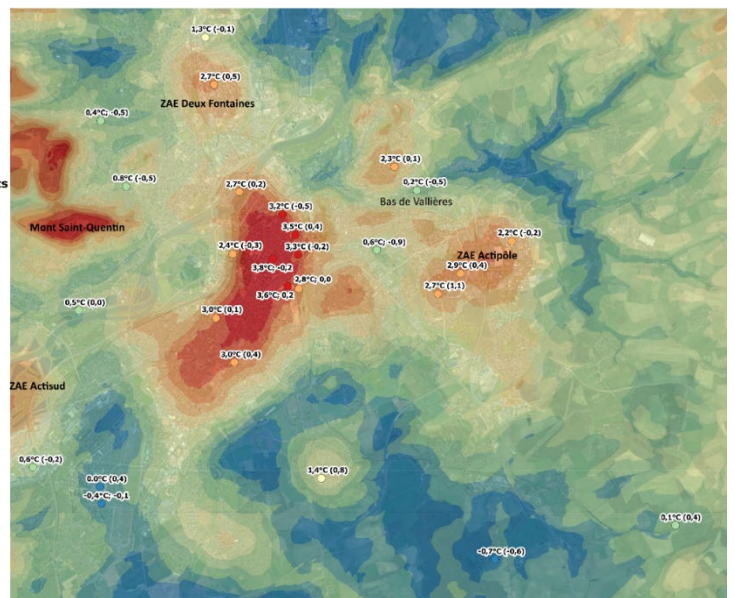 1,3°C (-0,1)
2,7°C (0,5)
ZAE Deux Fontaines
0,4°C; -0,5)
2,3°C (0,1)
0,8°C (-0,5)
2,7°C (0,2)
0,2°C (-0,5)
Bas de Vallières
3,2°C (-0,5)
3,5°C (0,4)
Mont Saint-Quentin
2,2°C (-0,2)
2,4°C (-0,3)
3,3°C (-0,2)
0,6°C; -0,9)
ZAE Actipôle
3,8°C; -0,2
2,9°C (0,4)
2,8°C; 0,0
2,7°C (1,1)
3,6°C; 0,2
0,5°C (0,0)
3,0°C (0,1)
3,0°C (0,4)
ZAE Actisud
0,6°C (-0,2)
1,4°C (0,8)
0,0°C (0,4)
-0,4°C; -0,1
0,1°C (0,4)
-0,7°C (-0,6)